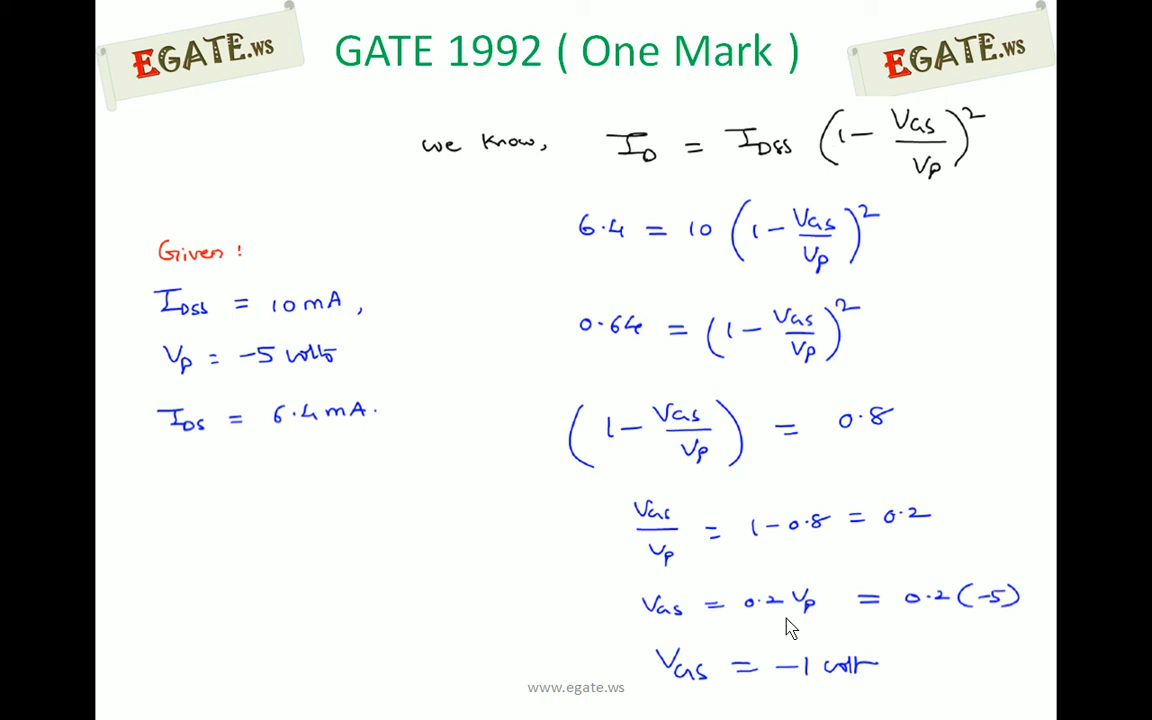 EGATE.ws
GATE 1992 ( One Mark )
EGATE.ws
we know, I_D = I_DSS (1 - V_GS / V_P)^2
6.4 = 10 (1 - V_GS / V_P)^2
Given :
I_DSS = 10 mA,
0.64 = (1 - V_GS / V_P)^2
V_P = -5 volts
I_DS = 6.4 mA.
(1 - V_GS / V_P) = 0.8
V_GS / V_P = 1 - 0.8 = 0.2
V_GS = 0.2 V_P = 0.2 (-5)
V_GS = -1 volt
www.egate.ws